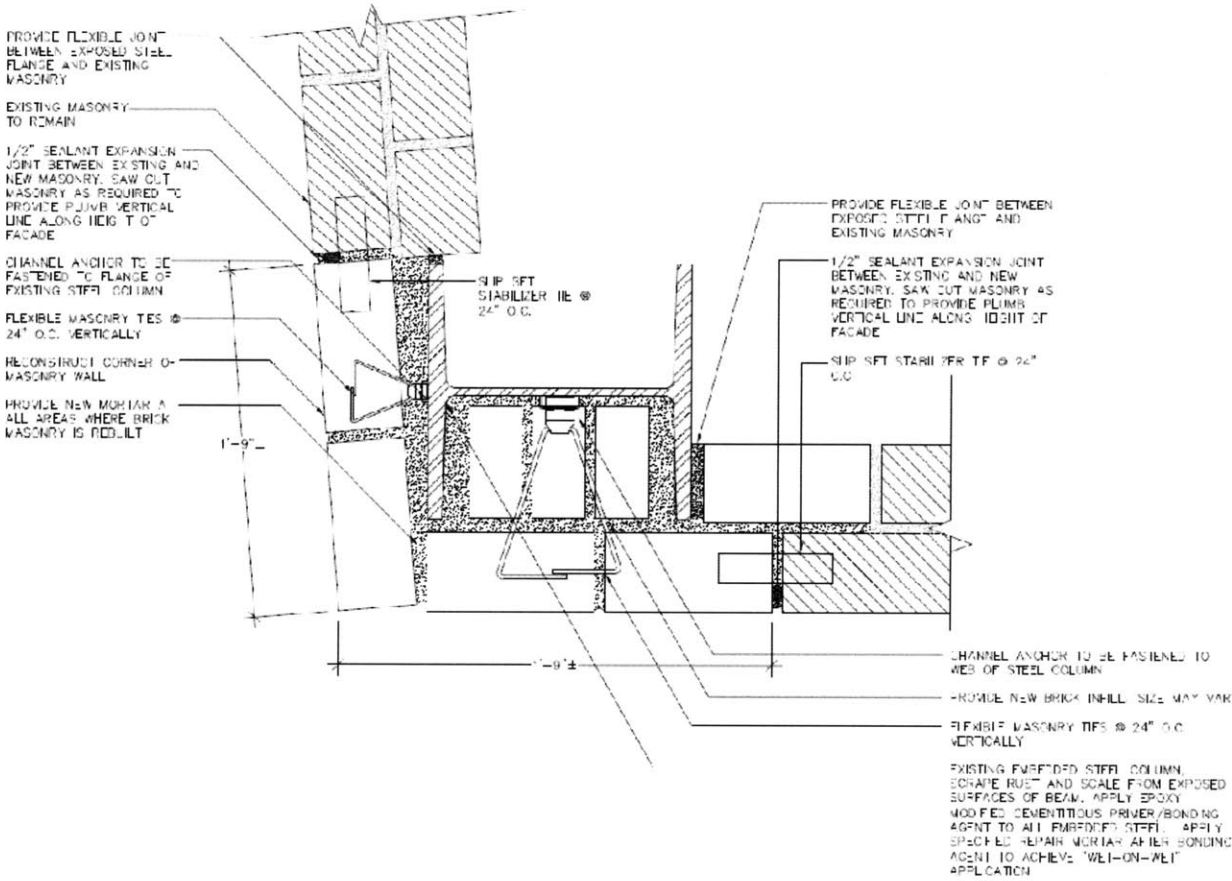 PROVIDE FLEXIBLE JOINT
BETWEEN EXPOSED STEEL
FLANGE AND EXISTING
MASONRY
EXISTING MASONRY
TO REMAIN
1/2" SEALANT EXPANSION
JOINT BETWEEN EXISTING AND
NEW MASONRY. SAW CUT
MASONRY AS REQUIRED TO
PROVIDE PLUMB VERTICAL
LINE ALONG HEIGHT OF
FACADE
CHANNEL ANCHOR TO BE
FASTENED TO FLANGE OF
EXISTING STEEL COLUMN
FLEXIBLE MASONRY TIES @
24" O.C. VERTICALLY
RECONSTRUCT CORNER OF
MASONRY WALL
PROVIDE NEW MORTAR A
ALL AREAS WHERE BRICK
MASONRY IS REBUILT
1'-9"
SLIP SET
STABILIZER TIE @
24" O.C.
PROVIDE FLEXIBLE JOINT BETWEEN
EXPOSED STEEL FLANGE AND
EXISTING MASONRY
1/2" SEALANT EXPANSION JOINT
BETWEEN EXISTING AND NEW
MASONRY. SAW CUT MASONRY AS
REQUIRED TO PROVIDE PLUMB
VERTICAL LINE ALONG HEIGHT OF
FACADE
SLIP SET STABILIZER TIE @ 24"
O.C
1'-9"±
CHANNEL ANCHOR TO BE FASTENED TO
WEB OF STEEL COLUMN
PROVIDE NEW BRICK INFILL SIZE MAY VAR
FLEXIBLE MASONRY TIES @ 24" O.C.
VERTICALLY
EXISTING EMBEDDED STEEL COLUMN.
SCRAPE RUST AND SCALE FROM EXPOSED
SURFACES OF BEAM. APPLY EPOXY
MODIFIED CEMENTITIOUS PRIMER/BONDING
AGENT TO ALL EMBEDDED STEEL. APPLY
SPECIFIED REPAIR MORTAR AFTER BONDING
AGENT TO ACHIEVE "WET-ON-WET"
APPLICATION